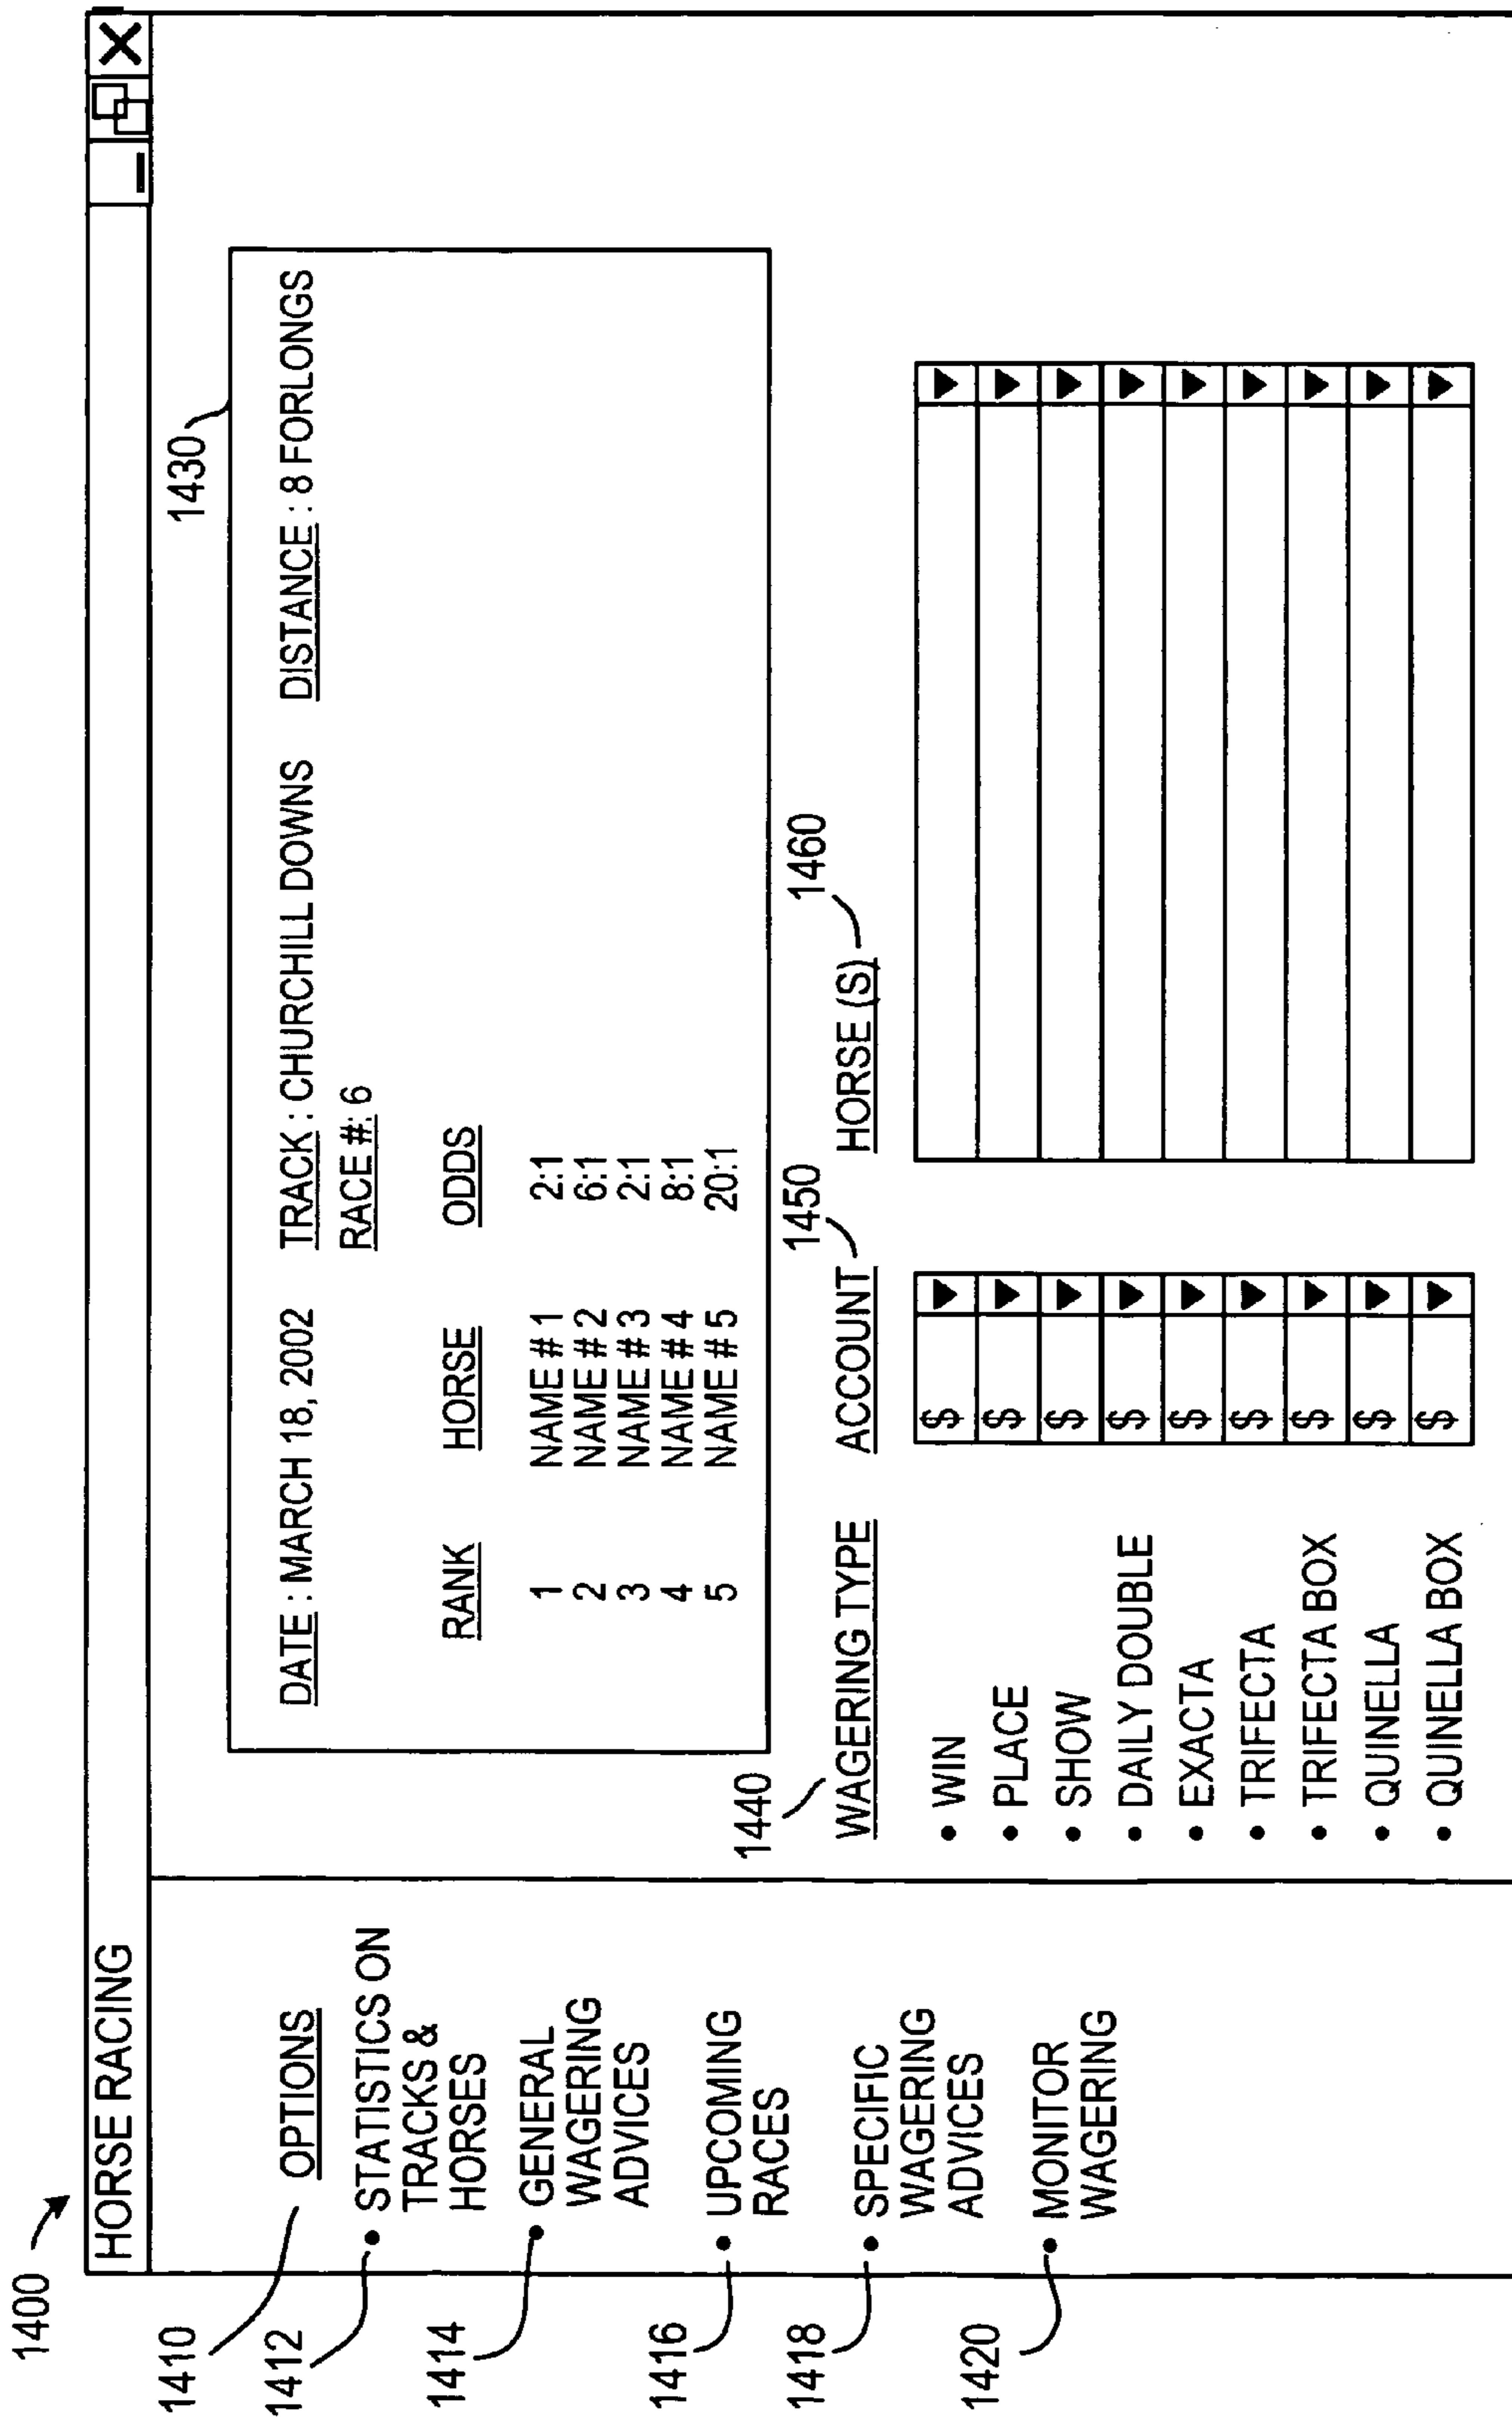 1400
HORSE RACING
1410
OPTIONS
1412
• STATISTICS ON
TRACKS &
HORSES
1414
• GENERAL
WAGERING
ADVICES
1416
• UPCOMING
RACES
1418
• SPECIFIC
WAGERING
ADVICES
1420
• MONITOR
WAGERING
1430
DATE : MARCH 18, 2002 TRACK : CHURCHILL DOWNS DISTANCE : 8 FORLONGS
RACE #: 6
RANK HORSE ODDS
1 NAME # 1 2:1
2 NAME # 2 6:1
3 NAME # 3 2:1
4 NAME # 4 8:1
5 NAME # 5 20:1
1440 1450 1460
WAGERING TYPE ACCOUNT HORSE (S)
• WIN $
• PLACE $
• SHOW $
• DAILY DOUBLE $
• EXACTA $
• TRIFECTA $
• TRIFECTA BOX $
• QUINELLA $
• QUINELLA BOX $